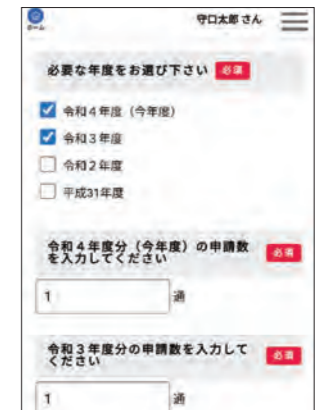 守口太郎 さん
ホーム
必要な年度をお選び下さい 必須
令和4年度（今年度）
令和3年度
令和2年度
平成31年度
令和4年度分（今年度）の申請数
を入力してください 必須
1 通
令和3年度分の申請数を入力して
ください 必須
1 通